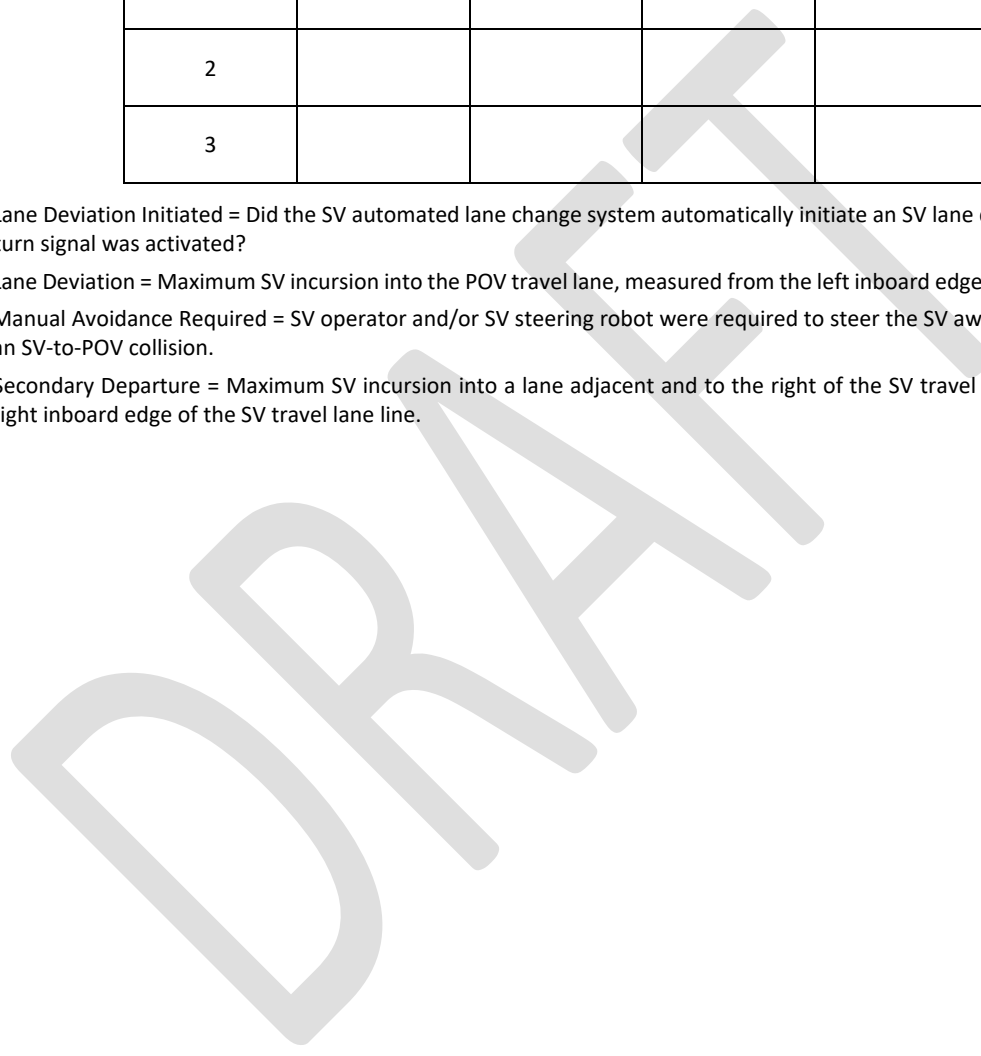 2
3
Lane Deviation Initiated = Did the SV automated lane change system automatically initiate an SV lane
turn signal was activated?
Lane Deviation = Maximum SV incursion into the POV travel lane, measured from the left inboard edge
Manual Avoidance Required = SV operator and/or SV steering robot were required to steer the SV
an SV-to-POV collision.
Secondary Departure = Maximum SV incursion into a lane adjacent and to the right of the SV travel
right inboard edge of the SV travel lane line.
DRAFT